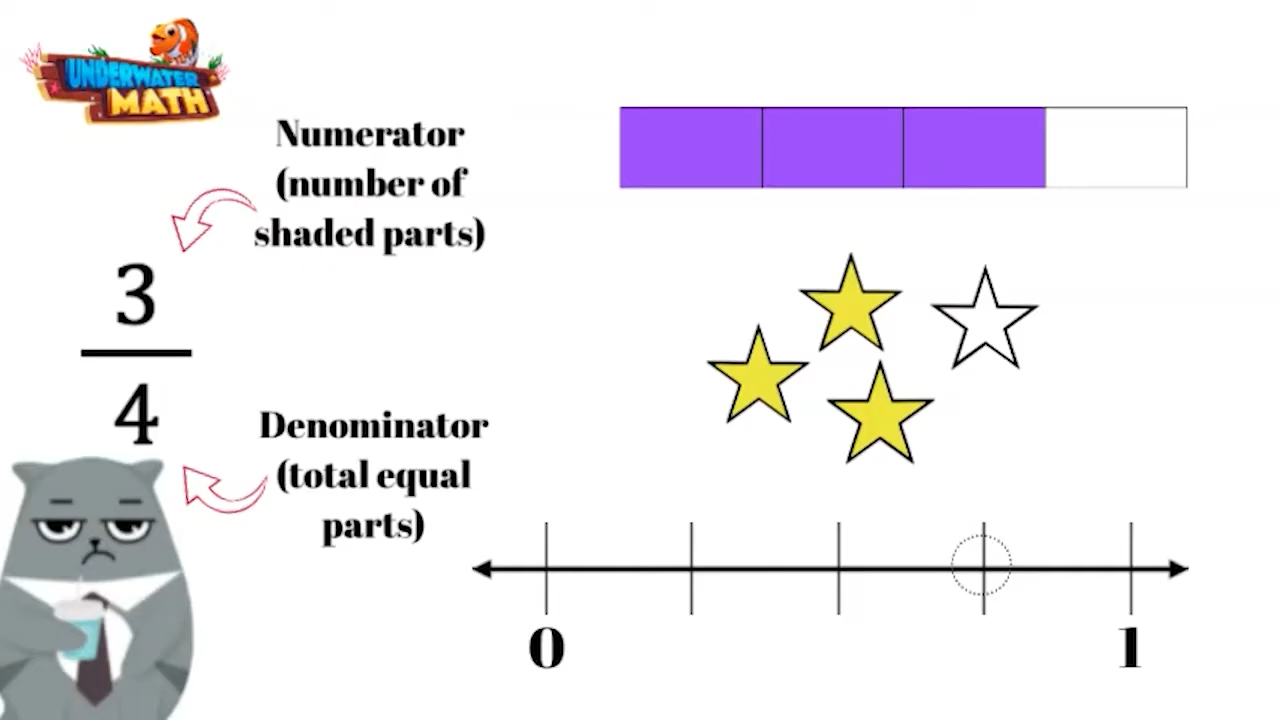 UNDERWATER
MATH
Numerator
(number of
shaded parts)
3
4
Denominator
(total equal
parts)
0 1